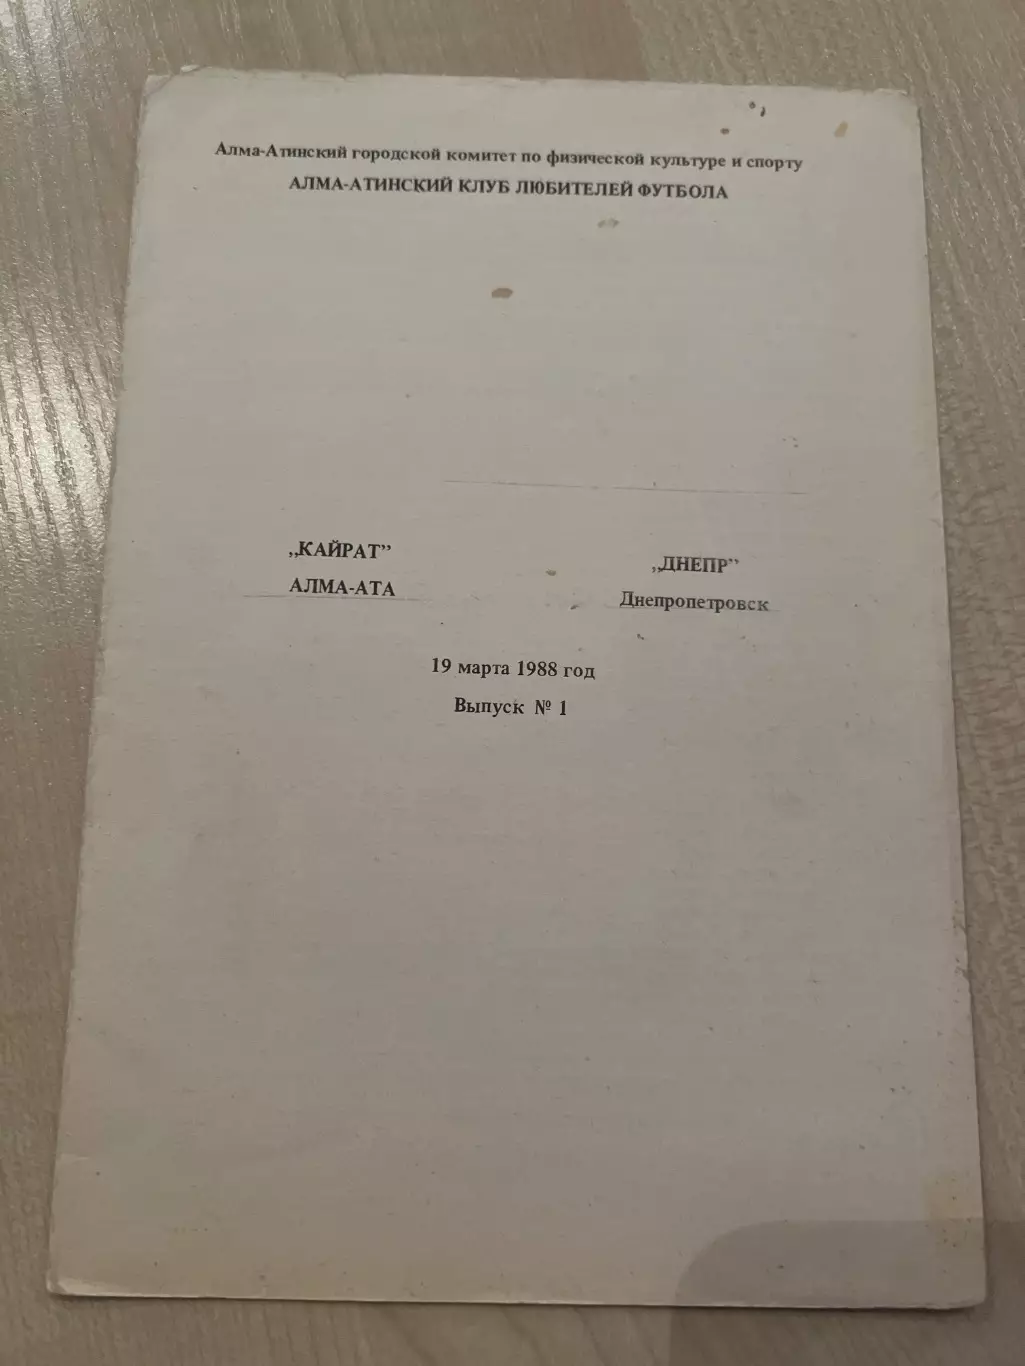 Алма-Атинский городской комитет по физической культуре и спорту
АЛМА-АТИНСКИЙ КЛУБ ЛЮБИТЕЛЕЙ ФУТБОЛА
„КАЙРАТ” „ДНЕПР”
АЛМА-АТА Днепропетровск
19 марта 1988 год
Выпуск № 1